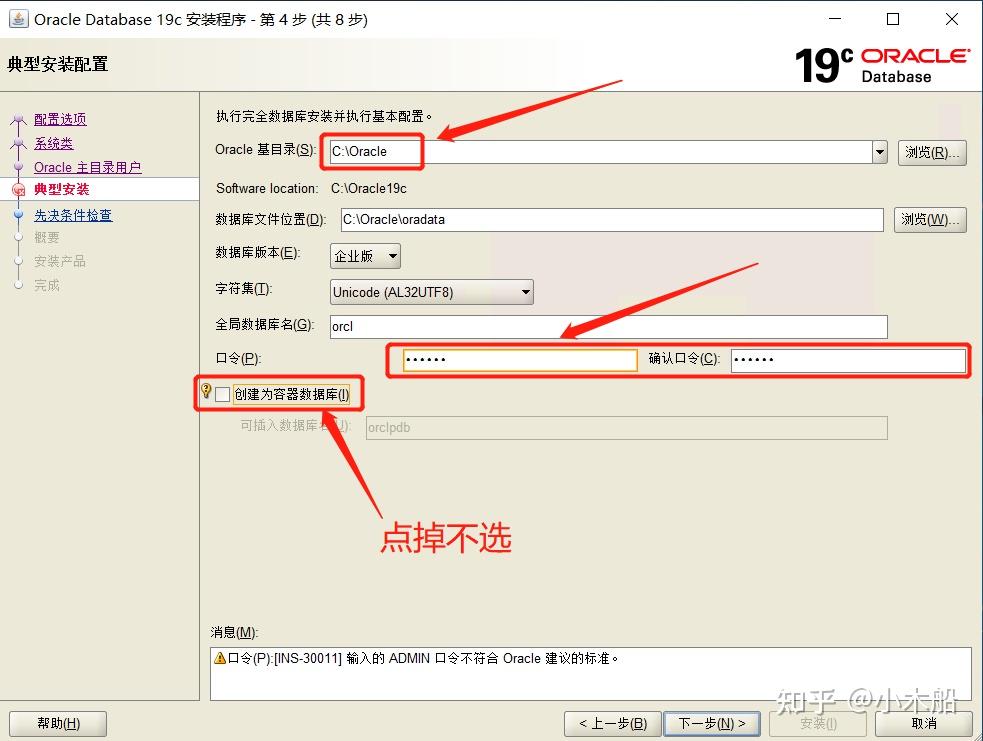 Oracle Database 19c 安装程序 - 第 4 步 (共 8 步)
典型安装配置
19c ORACLE Database
配置选项
系统类
Oracle 主目录用户
典型安装
先决条件检查
概要
安装产品
完成
执行完全数据库安装并执行基本配置。
Oracle 基目录(S): C:\Oracle 浏览(R)...
Software location: C:\Oracle19c
数据库文件位置(D): C:\Oracle\oradata 浏览(W)...
数据库版本(E): 企业版
字符集(T): Unicode (AL32UTF8)
全局数据库名(G): orcl
口令(P): •••••• 确认口令(C): ••••••
创建为容器数据库(I)
可插入数据库名(U): orclpdb
点掉不选
消息(M):
口令(P):[INS-30011] 输入的 ADMIN 口令不符合 Oracle 建议的标准。
知乎 @小木船
帮助(H) < 上一步(B) 下一步(N) > 安装(I) 取消